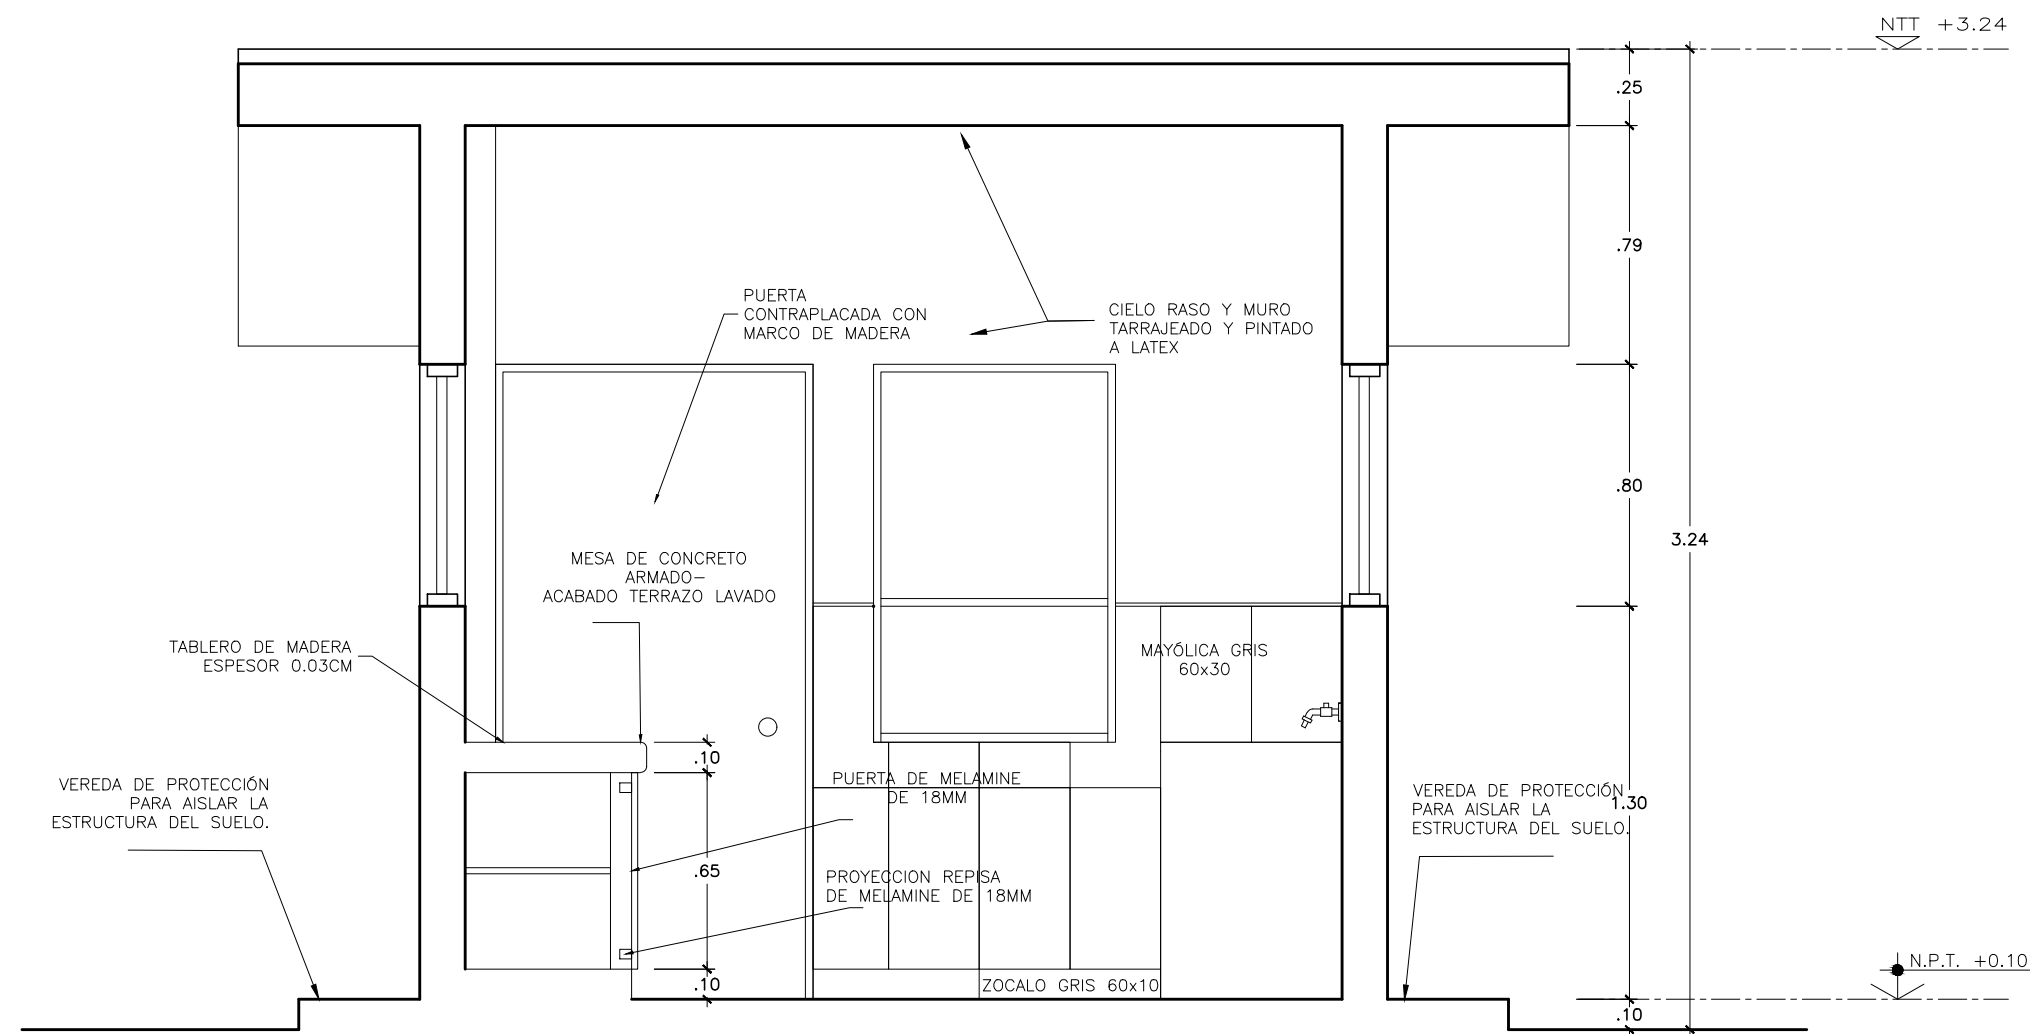 NTT +3.24
.25
.79
PUERTA
CONTRAPLACADA CON
MARCO DE MADERA
CIELO RASO Y MURO
TARRAJEADO Y PINTADO
A LATEX
.80
3.24
MESA DE CONCRETO
ARMADO-
ACABADO TERRAZO LAVADO
TABLERO DE MADERA
ESPESOR 0.03CM
MAYÓLICA GRIS
60x30
.10
VEREDA DE PROTECCIÓN
PARA AISLAR LA
ESTRUCTURA DEL SUELO.
PUERTA DE MELAMINE
DE 18MM
VEREDA DE PROTECCIÓN
PARA AISLAR LA
ESTRUCTURA DEL SUELO.
1.30
.65
PROYECCION REPISA
DE MELAMINE DE 18MM
N.P.T. +0.10
.10
ZOCALO GRIS 60x10
.10